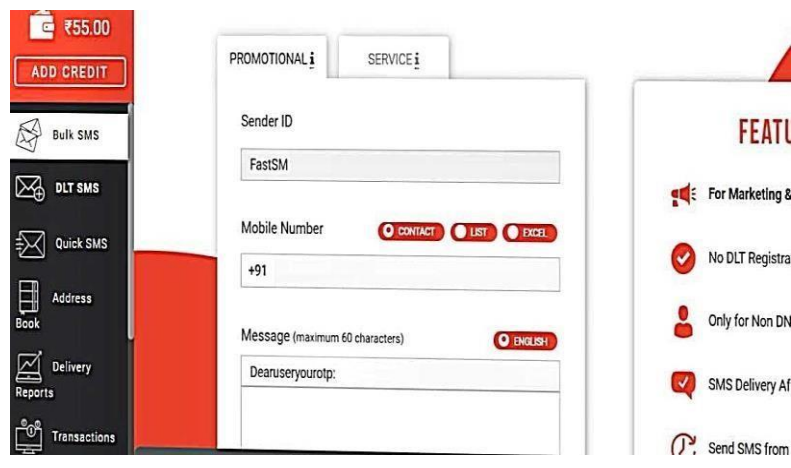 ₹55.00
ADD CREDIT
Bulk SMS
DLT SMS
Quick SMS
Address
Book
Delivery
Reports
Transactions
PROMOTIONAL i
SERVICE i
Sender ID
FastSM
Mobile Number
CONTACT
LIST
EXCEL
+91
Message (maximum 60 characters)
ENGLISH
Dearuseryourotp:
FEATU
For Marketing &
No DLT Registra
Only for Non DN
SMS Delivery Af
Send SMS from